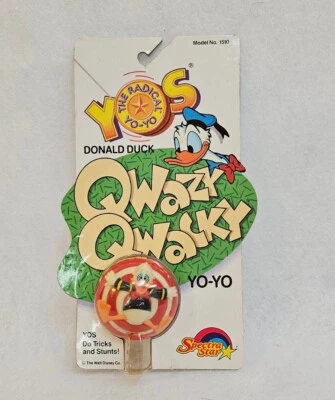 Model No. 1597
YOS®
THE RADICAL
YO-YO
DONALD DUCK
QWAZY
QWACKY
YO-YO
YOS
Do Tricks
and Stunts!
© The Walt Disney Co.
Spectra
Star